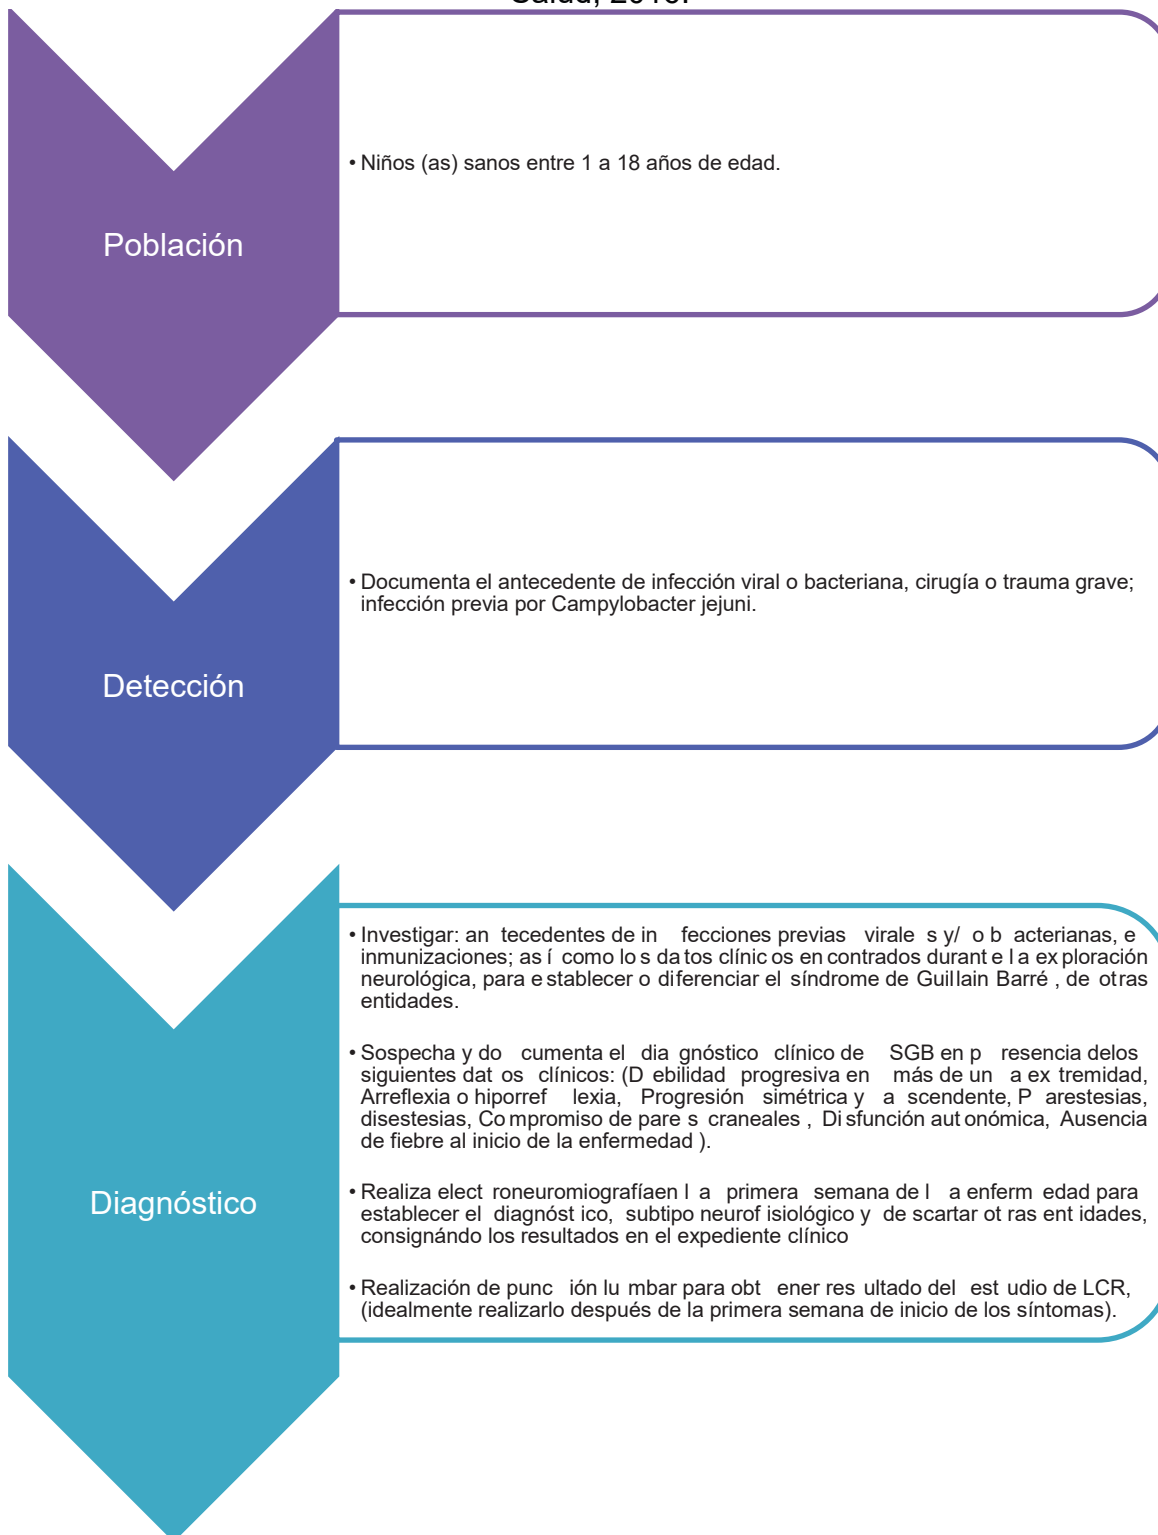 Salud, 2016.
Población
• Niños (as) sanos entre 1 a 18 años de edad.
Detección
• Documenta el antecedente de infección viral o bacteriana, cirugía o trauma grave;
infección previa por Campylobacter jejuni.
Diagnóstico
• Investigar: an tecedentes de in fecciones previas virale s y/ o b acterianas, e
inmunizaciones; as í como lo s da tos clínic os en contrados durant e l a ex ploración
neurológica, para e stablecer o diferenciar el síndrome de Guillain Barré , de otras
entidades.
• Sospecha y do cumenta el dia gnóstico clínico de SGB en p resencia delos
siguientes dat os clínicos: (D ebilidad progresiva en más de un a ex tremidad,
Arreflexia o hiporref lexia, Progresión simétrica y a scendente, P arestesias,
disestesias, Co mpromiso de pare s craneales , Di sfunción aut onómica, Ausencia
de fiebre al inicio de la enfermedad ).
• Realiza elect roneuromiografíaen l a primera semana de l a enferm edad para
establecer el diagnóst ico, subtipo neurof isiológico y de scartar ot ras ent idades,
consignándo los resultados en el expediente clínico
• Realización de punc ión lu mbar para obt ener res ultado del est udio de LCR,
(idealmente realizarlo después de la primera semana de inicio de los síntomas).